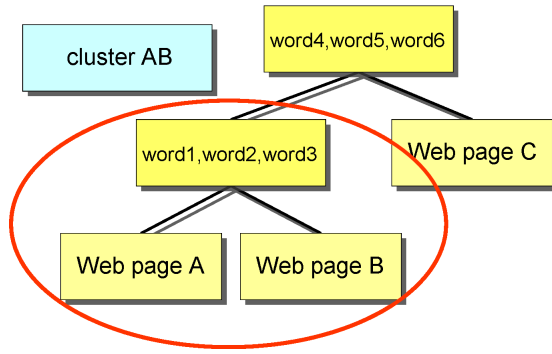 word4,word5,word6
cluster AB
word1,word2,word3
Web page C
Web page A
Web page B